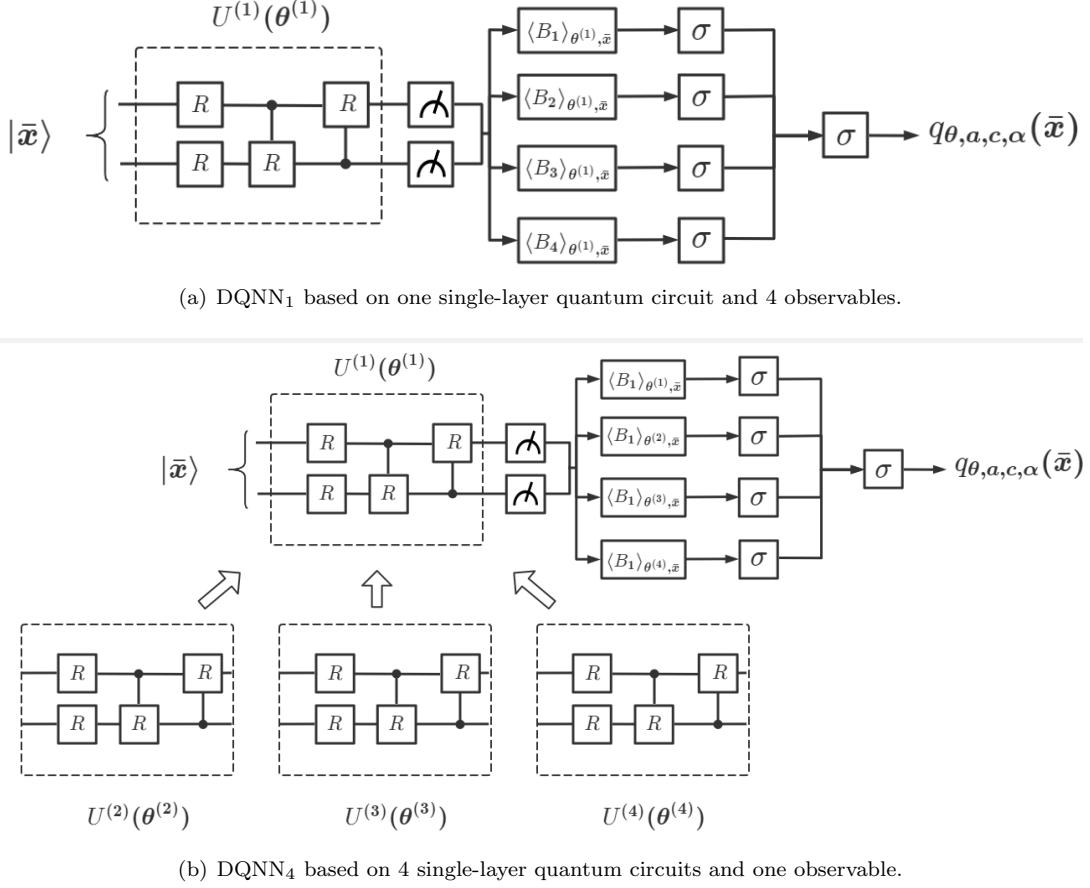 U^{(1)}(θ^{(1)})
|x̄⟩
R R
R R
⟨B_1⟩_{θ^{(1)},x̄} σ
⟨B_2⟩_{θ^{(1)},x̄} σ
⟨B_3⟩_{θ^{(1)},x̄} σ
⟨B_4⟩_{θ^{(1)},x̄} σ
σ q_{θ,a,c,α}(x̄)
(a) DQNN_1 based on one single-layer quantum circuit and 4 observables.
U^{(1)}(θ^{(1)})
|x̄⟩
R R
R R
⟨B_1⟩_{θ^{(1)},x̄} σ
⟨B_1⟩_{θ^{(2)},x̄} σ
⟨B_1⟩_{θ^{(3)},x̄} σ
⟨B_1⟩_{θ^{(4)},x̄} σ
σ q_{θ,a,c,α}(x̄)
R R
R R
R R
R R
R R
R R
U^{(2)}(θ^{(2)})
U^{(3)}(θ^{(3)})
U^{(4)}(θ^{(4)})
(b) DQNN_4 based on 4 single-layer quantum circuits and one observable.